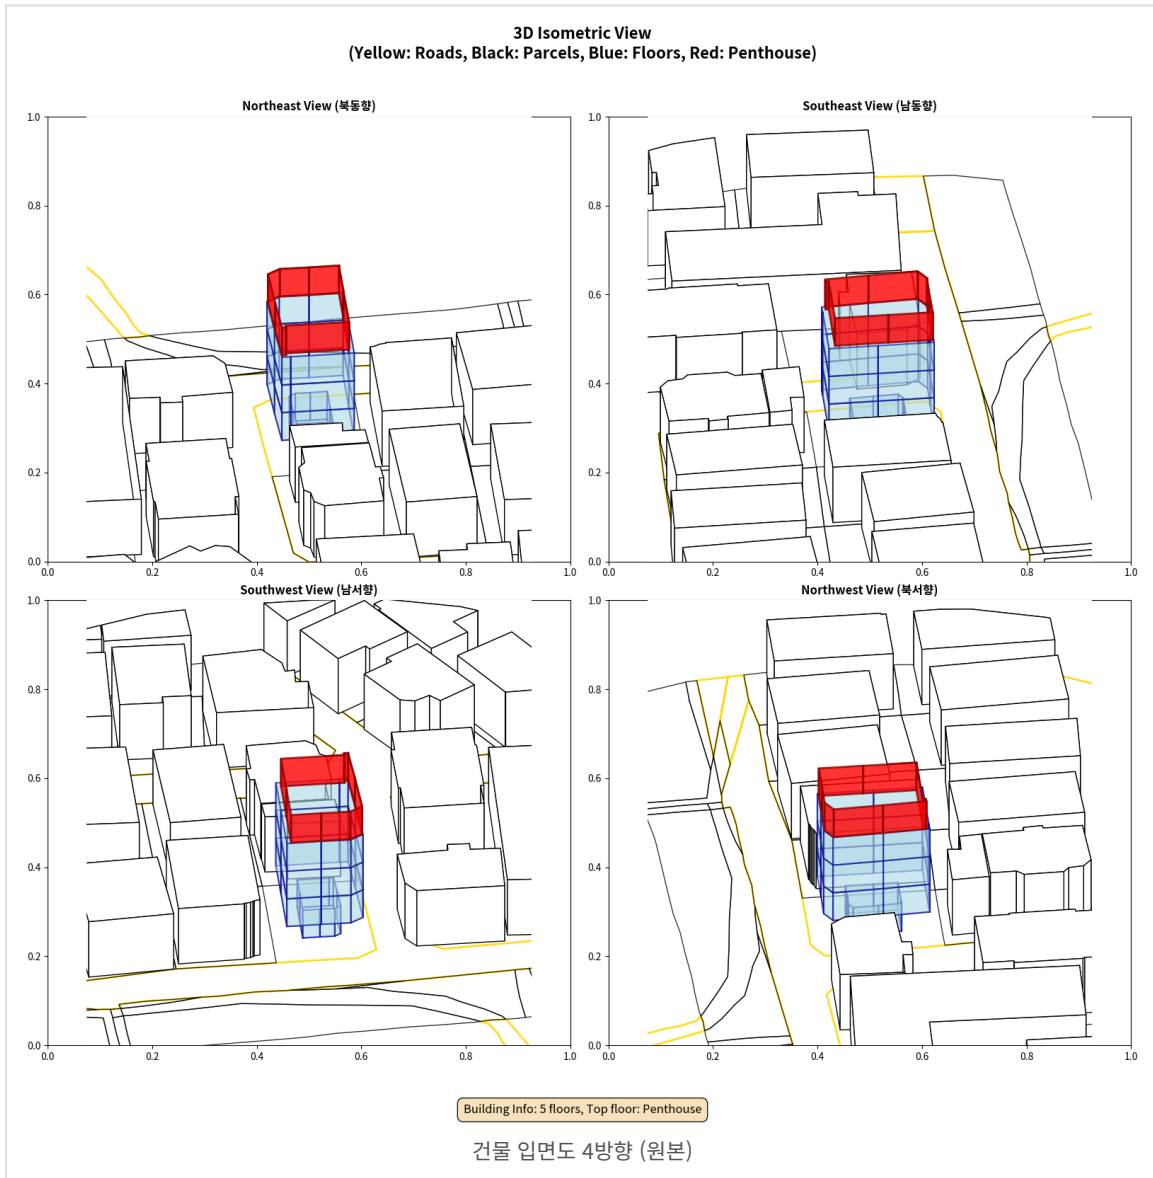 3D Isometric View
(Yellow: Roads, Black: Parcels, Blue: Floors, Red: Penthouse)
Northeast View (북동향)
1.0
0.8
0.6
0.4
0.2
0.0
0.0 0.2 0.4 0.6 0.8 1.0
Southeast View (남동향)
1.0
0.8
0.6
0.4
0.2
0.0
0.0 0.2 0.4 0.6 0.8 1.0
Southwest View (남서향)
1.0
0.8
0.6
0.4
0.2
0.0
0.0 0.2 0.4 0.6 0.8 1.0
Northwest View (북서향)
1.0
0.8
0.6
0.4
0.2
0.0
0.0 0.2 0.4 0.6 0.8 1.0
Building Info: 5 floors, Top floor: Penthouse
건물 입면도 4방향 (원본)